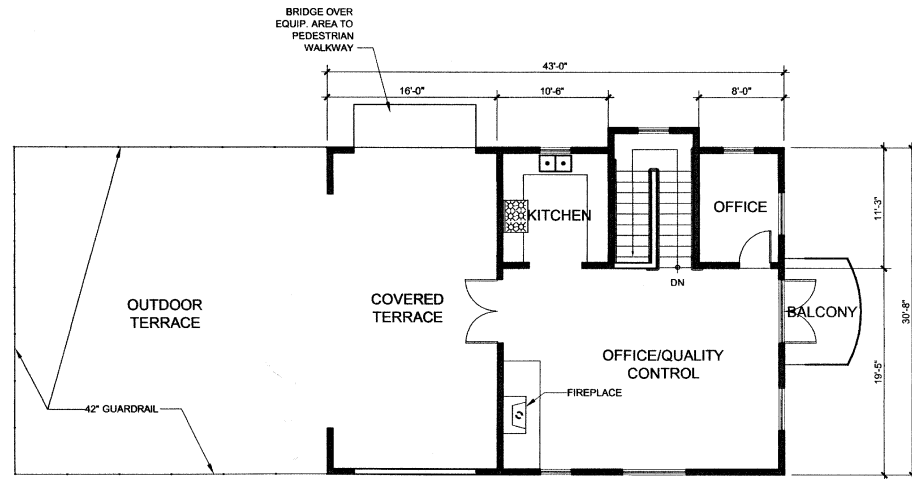 BRIDGE OVER
EQUIP. AREA TO
PEDESTRIAN
WALKWAY
43'-0"
16'-0"
10'-6"
8'-0"
KITCHEN
OFFICE
11'-3"
DN
OUTDOOR
TERRACE
COVERED
TERRACE
BALCONY
30'-8"
OFFICE/QUALITY
CONTROL
19'-5"
FIREPLACE
42" GUARDRAIL